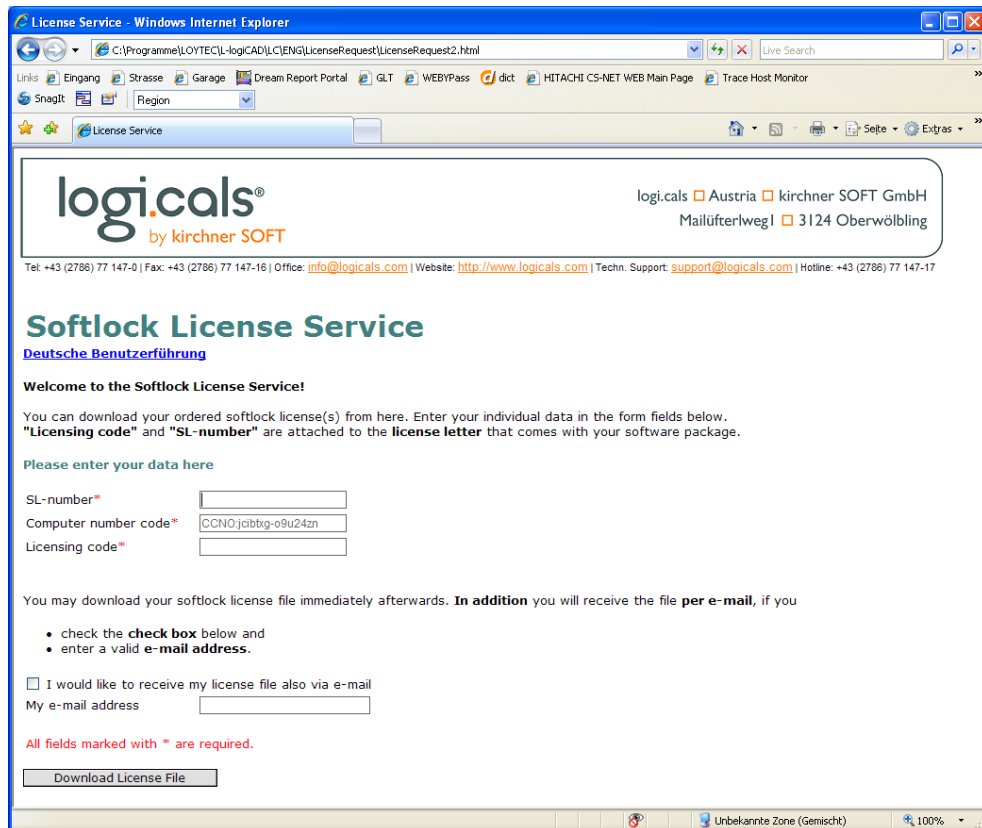 License Service - Windows Internet Explorer
C:\Programme\LOYTEC\L-logiCAD\LC\ENG\LicenseRequest\LicenseRequest2.html
Live Search
Links Eingang Strasse Garage Dream Report Portal GLT WEBYPass dict HITACHI CS-NET WEB Main Page Trace Host Monitor »
SnagIt Region
License Service Seite Extras »
logi.cals®
by kirchner SOFT
logi.cals Austria kirchner SOFT GmbH
Mailüfterlweg1 3124 Oberwölbling
Tel: +43 (2786) 77 147-0 | Fax: +43 (2786) 77 147-16 | Office: info@logicals.com | Website: http://www.logicals.com | Techn. Support: support@logicals.com | Hotline: +43 (2786) 77 147-17
Softlock License Service
Deutsche Benutzerführung
Welcome to the Softlock License Service!
You can download your ordered softlock license(s) from here. Enter your individual data in the form fields below.
"Licensing code" and "SL-number" are attached to the license letter that comes with your software package.
Please enter your data here
SL-number*
Computer number code* CCNO:jcibtxg-o9u24zn
Licensing code*
You may download your softlock license file immediately afterwards. In addition you will receive the file per e-mail, if you
• check the check box below and
• enter a valid e-mail address.
I would like to receive my license file also via e-mail
My e-mail address
All fields marked with * are required.
Download License File
Unbekannte Zone (Gemischt) 100%